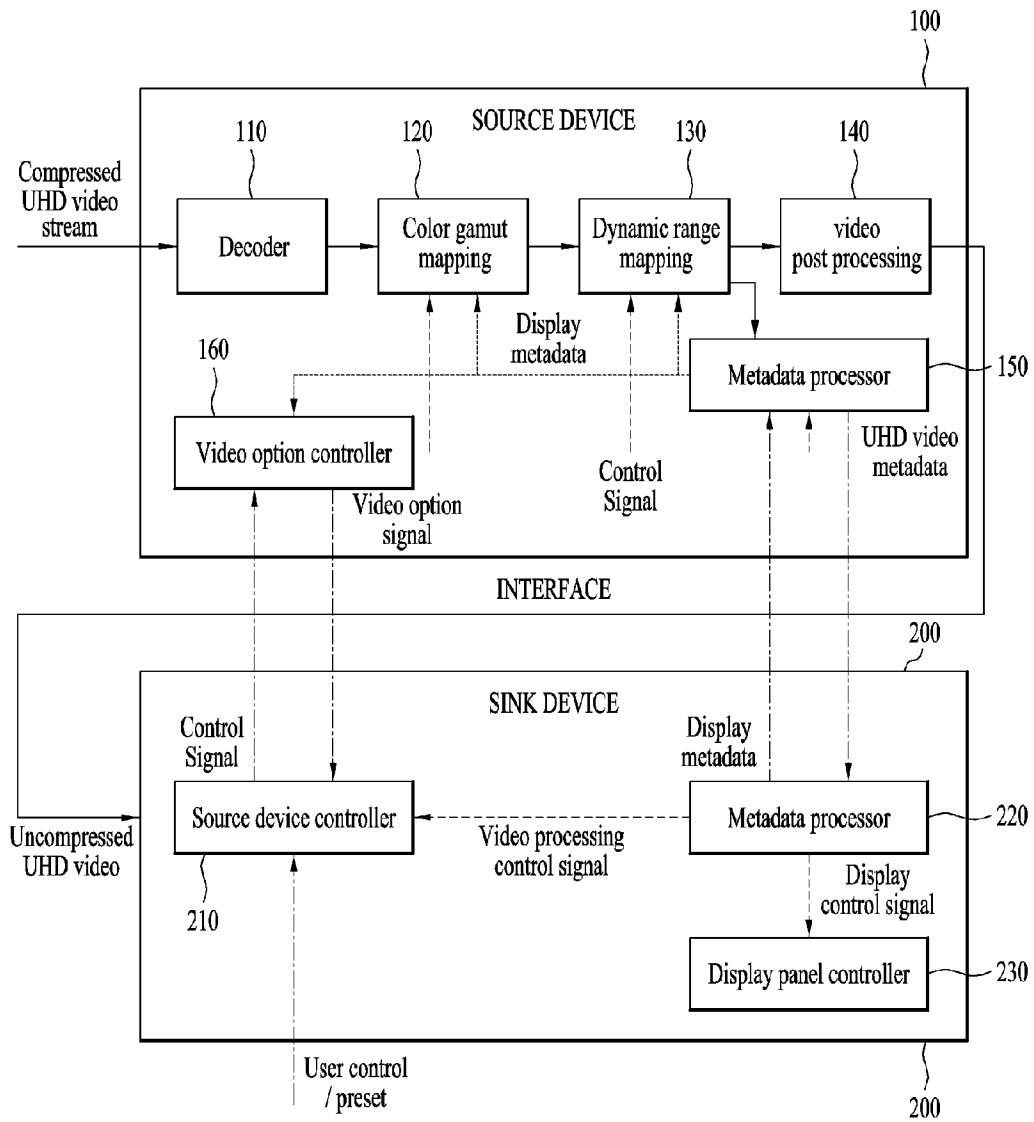 100
SOURCE DEVICE
110
120
130
140
Compressed
UHD video
stream
Decoder
Color gamut
mapping
Dynamic range
mapping
video
post processing
Display
metadata
160
Metadata processor
150
Video option controller
UHD video
metadata
Control
Signal
Video option
signal
INTERFACE
200
SINK DEVICE
Control
Signal
Display
metadata
Source device controller
Metadata processor
220
Uncompressed
UHD video
Video processing
control signal
210
Display
control signal
Display panel controller
230
User control
/ preset
200